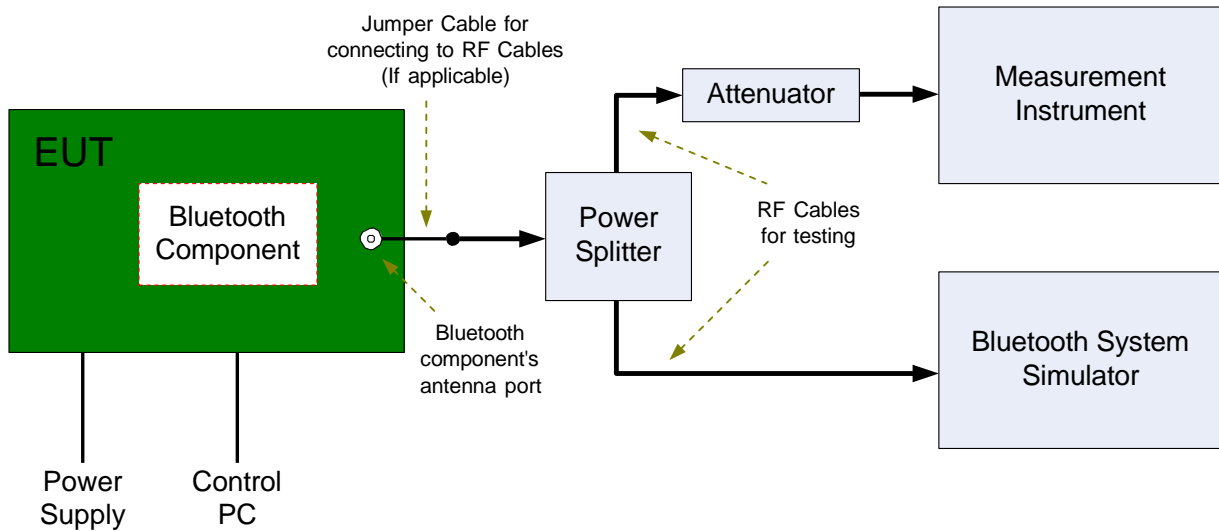 Jumper Cable for
connecting to RF Cables
(If applicable)
EUT
Bluetooth
Component
Bluetooth
component's
antenna port
Power
Supply
Control
PC
Power
Splitter
Attenuator
RF Cables
for testing
Measurement
Instrument
Bluetooth System
Simulator